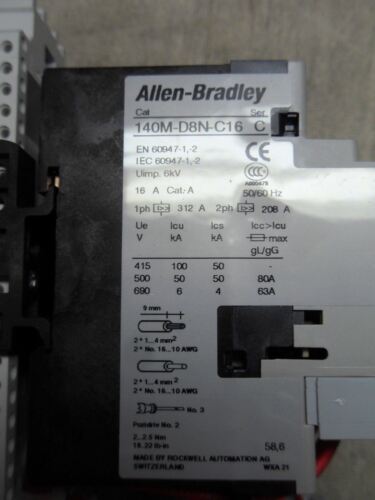 Allen-Bradley
Cat Ser
140M-D8N-C16 C
EN 60947-1,-2
IEC 60947-1,-2
Uimp. 6kV
CE
CCC
A000475
16 A Cat.A 50/60 Hz
1ph 312 A 2ph 208 A
Ue Icu Ics Icc>Icu
V kA kA max
gL/gG
415 100 50 -
500 50 50 80A
690 6 4 63A
9 mm
2 * 1...4 mm²
2 * No. 16...10 AWG
2 * 1...4 mm²
2 * No. 16...10 AWG
No. 3
Pozidriv No. 2
2...2.5 Nm
18..22 lb-in 58,6
MADE BY ROCKWELL AUTOMATION AG
SWITZERLAND WXA 21